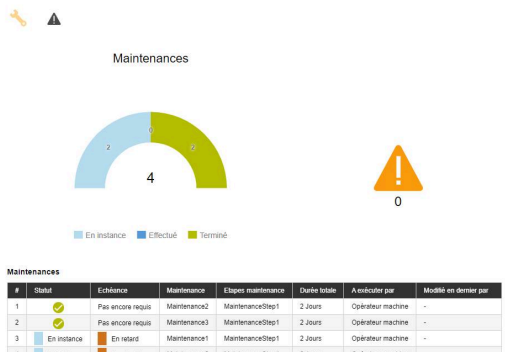 Maintenances
2
0
2
4
0
En instance Effectué Terminé
Maintenances
# Statut Echéance Maintenance Etapes maintenance Durée totale A exécuter par Modifié en dernier par
1 Pas encore requis Maintenance2 MaintenanceStep1 2 Jours Opérateur machine -
2 Pas encore requis Maintenance3 MaintenanceStep1 2 Jours Opérateur machine -
3 En instance En retard Maintenance1 MaintenanceStep1 2 Jours Opérateur machine -